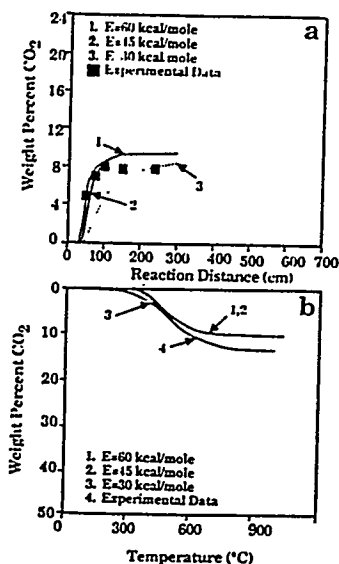 a
24
20
16
12
8
4
0
Weight Percent CO2
1. E=60 kcal/mole
2. E=45 kcal/mole
3. E=30 kcal/mole
Experimental Data
1
2
3
0 100 200 300 400 500 600 700
Reaction Distance (cm)
b
0
10
20
30
40
50
Weight Percent CO2
3
1,2
4
1. E=60 kcal/mole
2. E=45 kcal/mole
3. E=30 kcal/mole
4. Experimental Data
0 300 600 900
Temperature (°C)